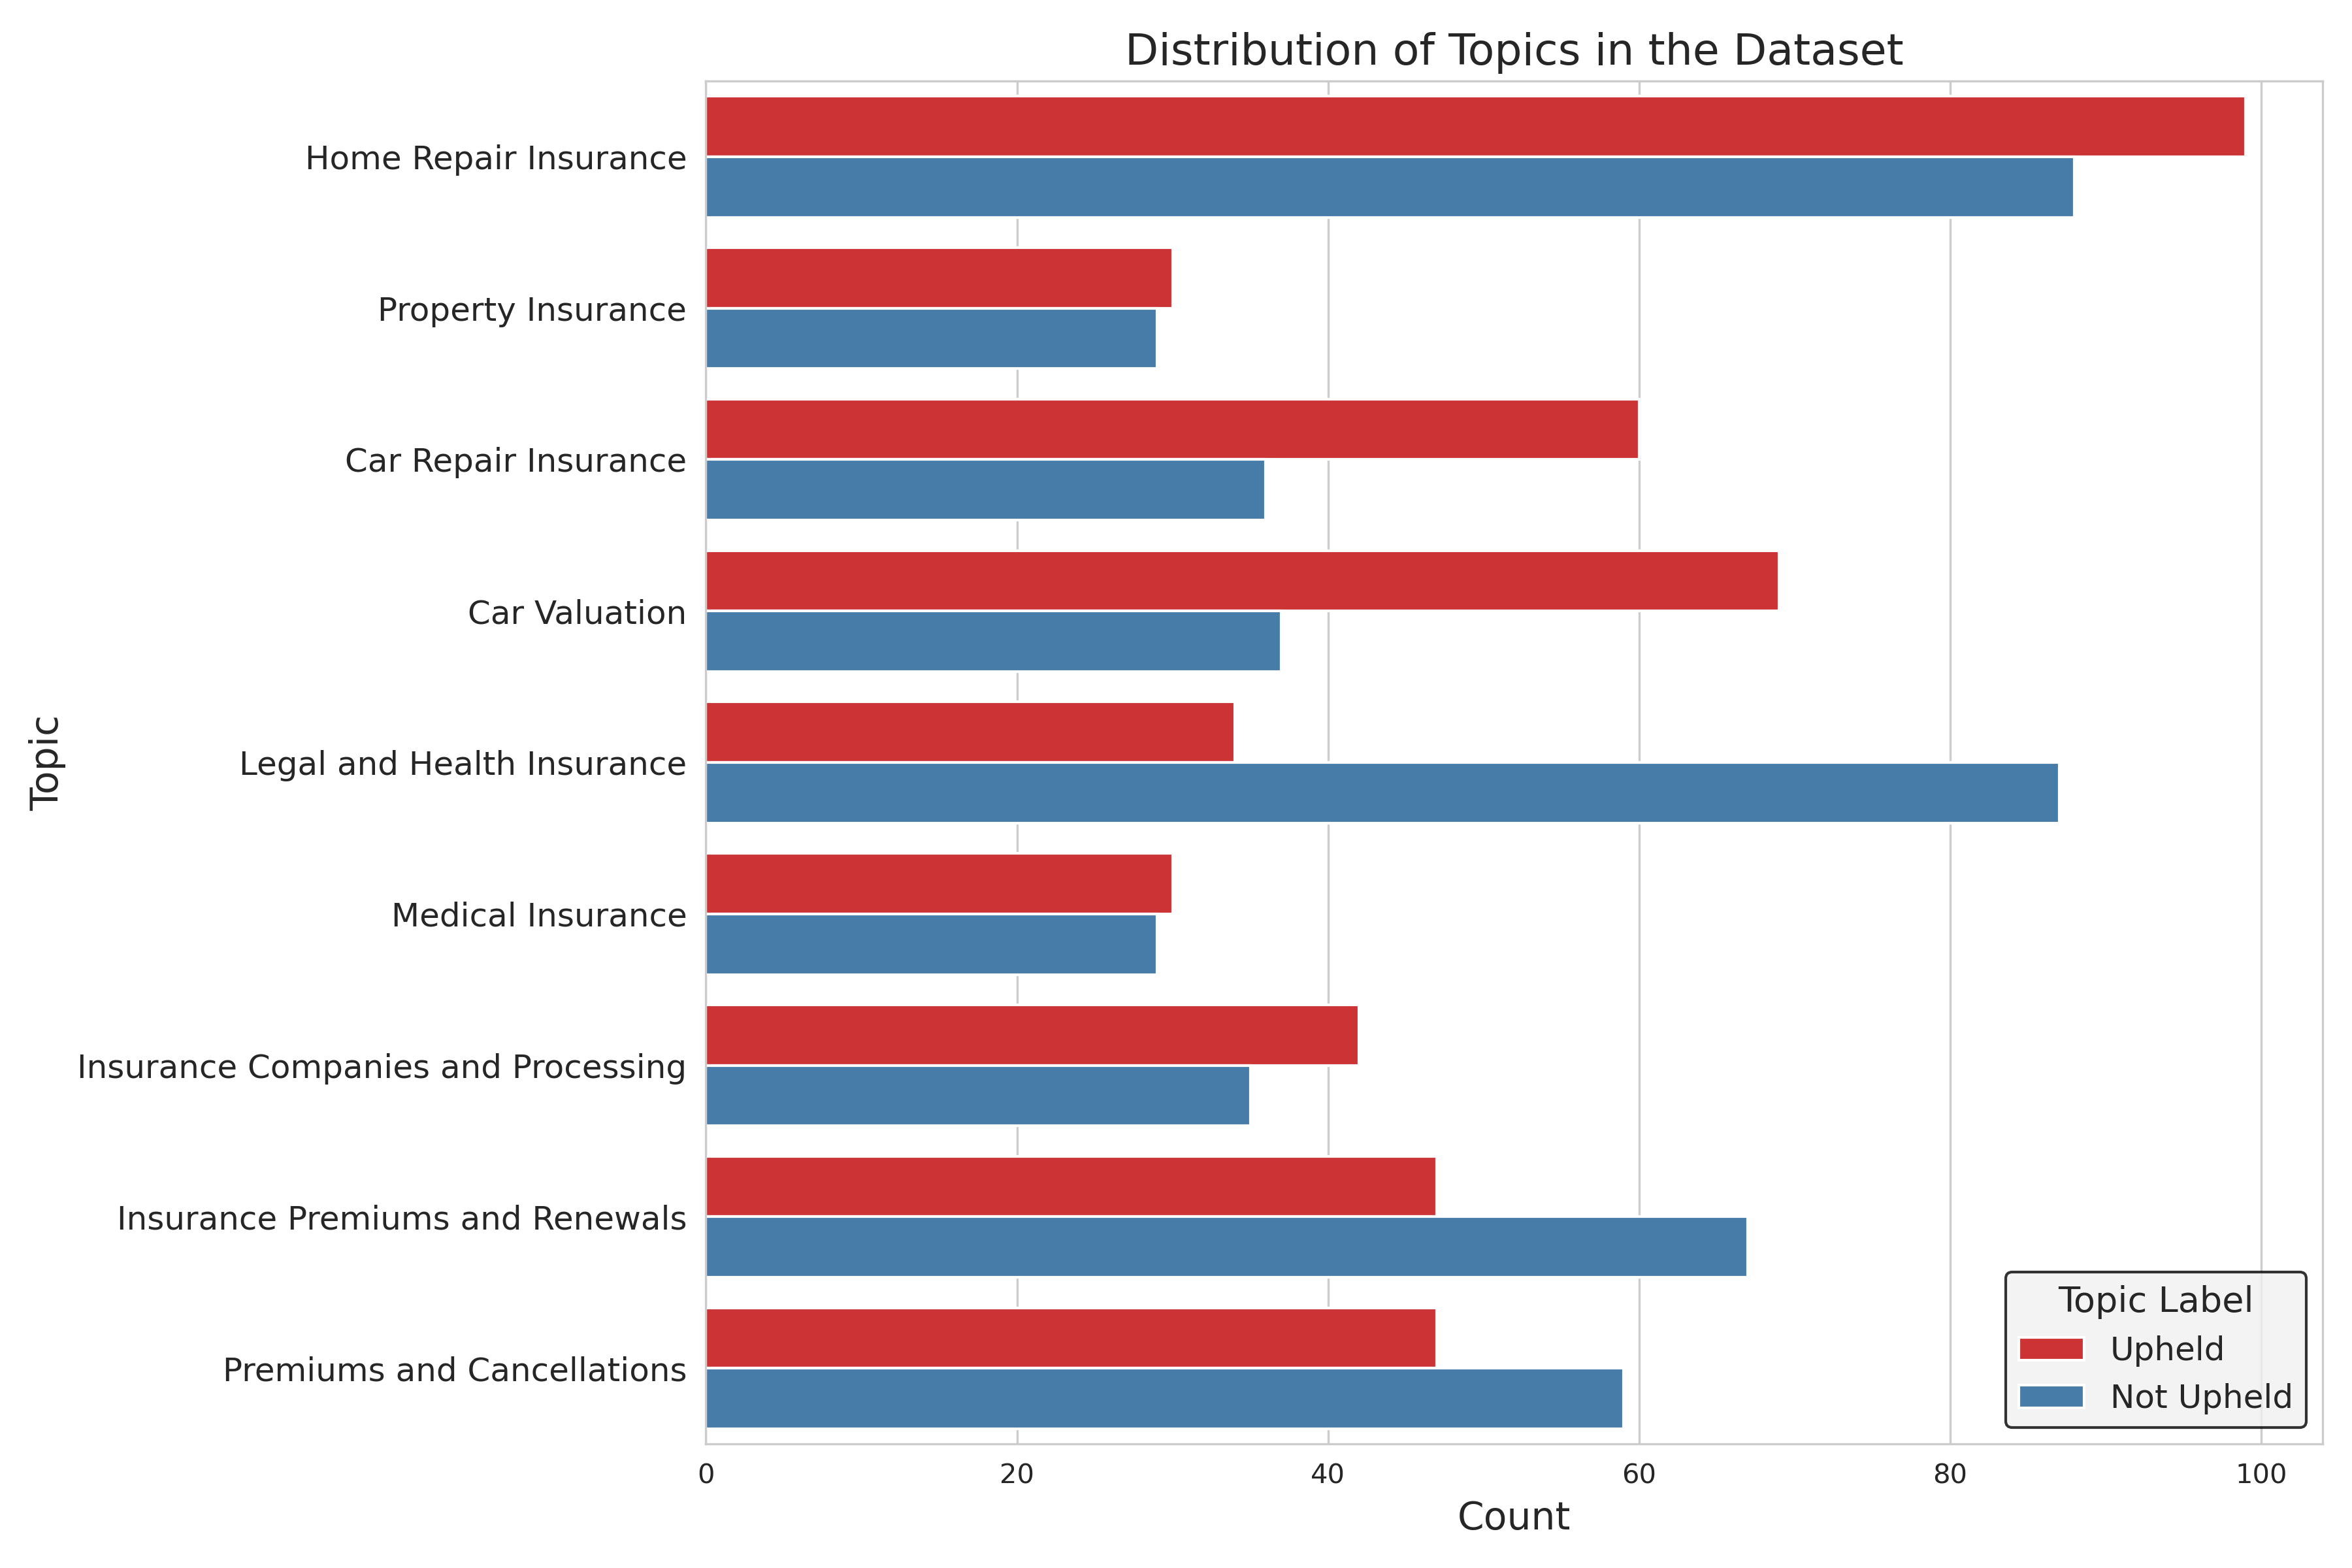 Distribution of Topics in the Dataset
Home Repair Insurance
Property Insurance
Car Repair Insurance
Car Valuation
Legal and Health Insurance
Medical Insurance
Insurance Companies and Processing
Insurance Premiums and Renewals
Premiums and Cancellations
Topic
Topic Label
Upheld
Not Upheld
0 20 40 60 80 100
Count